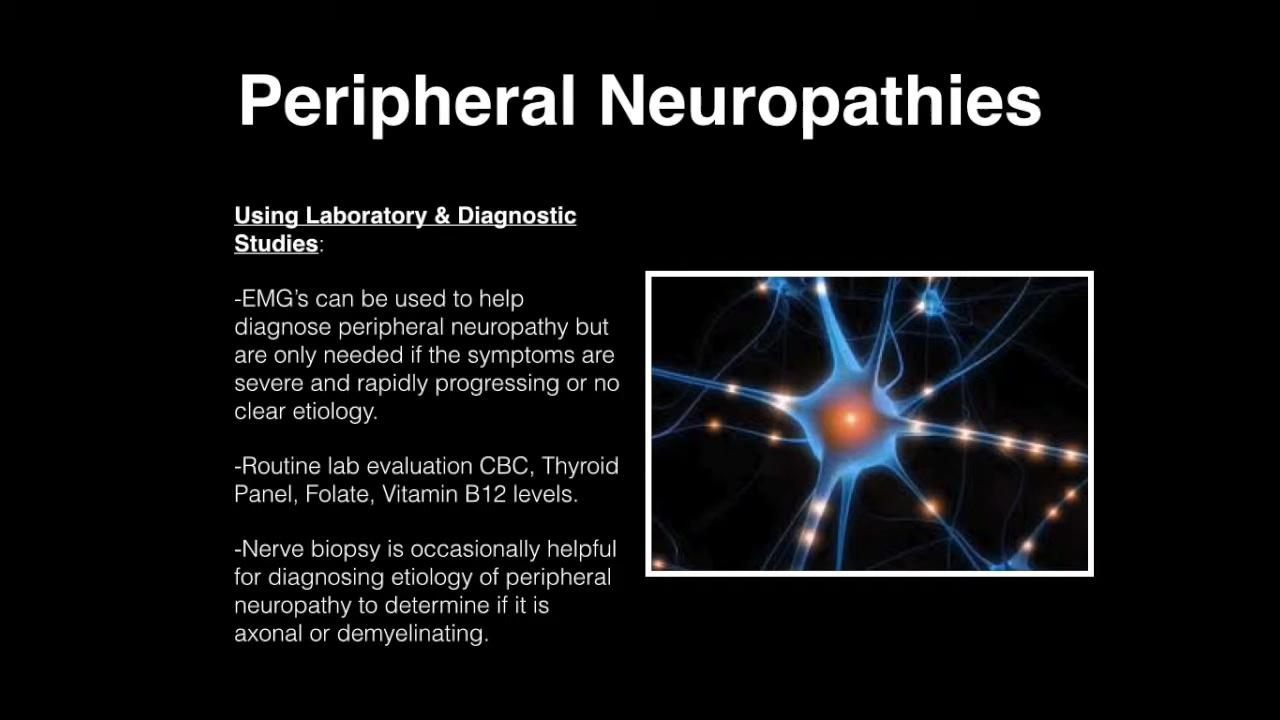 Peripheral Neuropathies
Using Laboratory & Diagnostic
Studies:
-EMG's can be used to help
diagnose peripheral neuropathy but
are only needed if the symptoms are
severe and rapidly progressing or no
clear etiology.
-Routine lab evaluation CBC, Thyroid
Panel, Folate, Vitamin B12 levels.
-Nerve biopsy is occasionally helpful
for diagnosing etiology of peripheral
neuropathy to determine if it is
axonal or demyelinating.